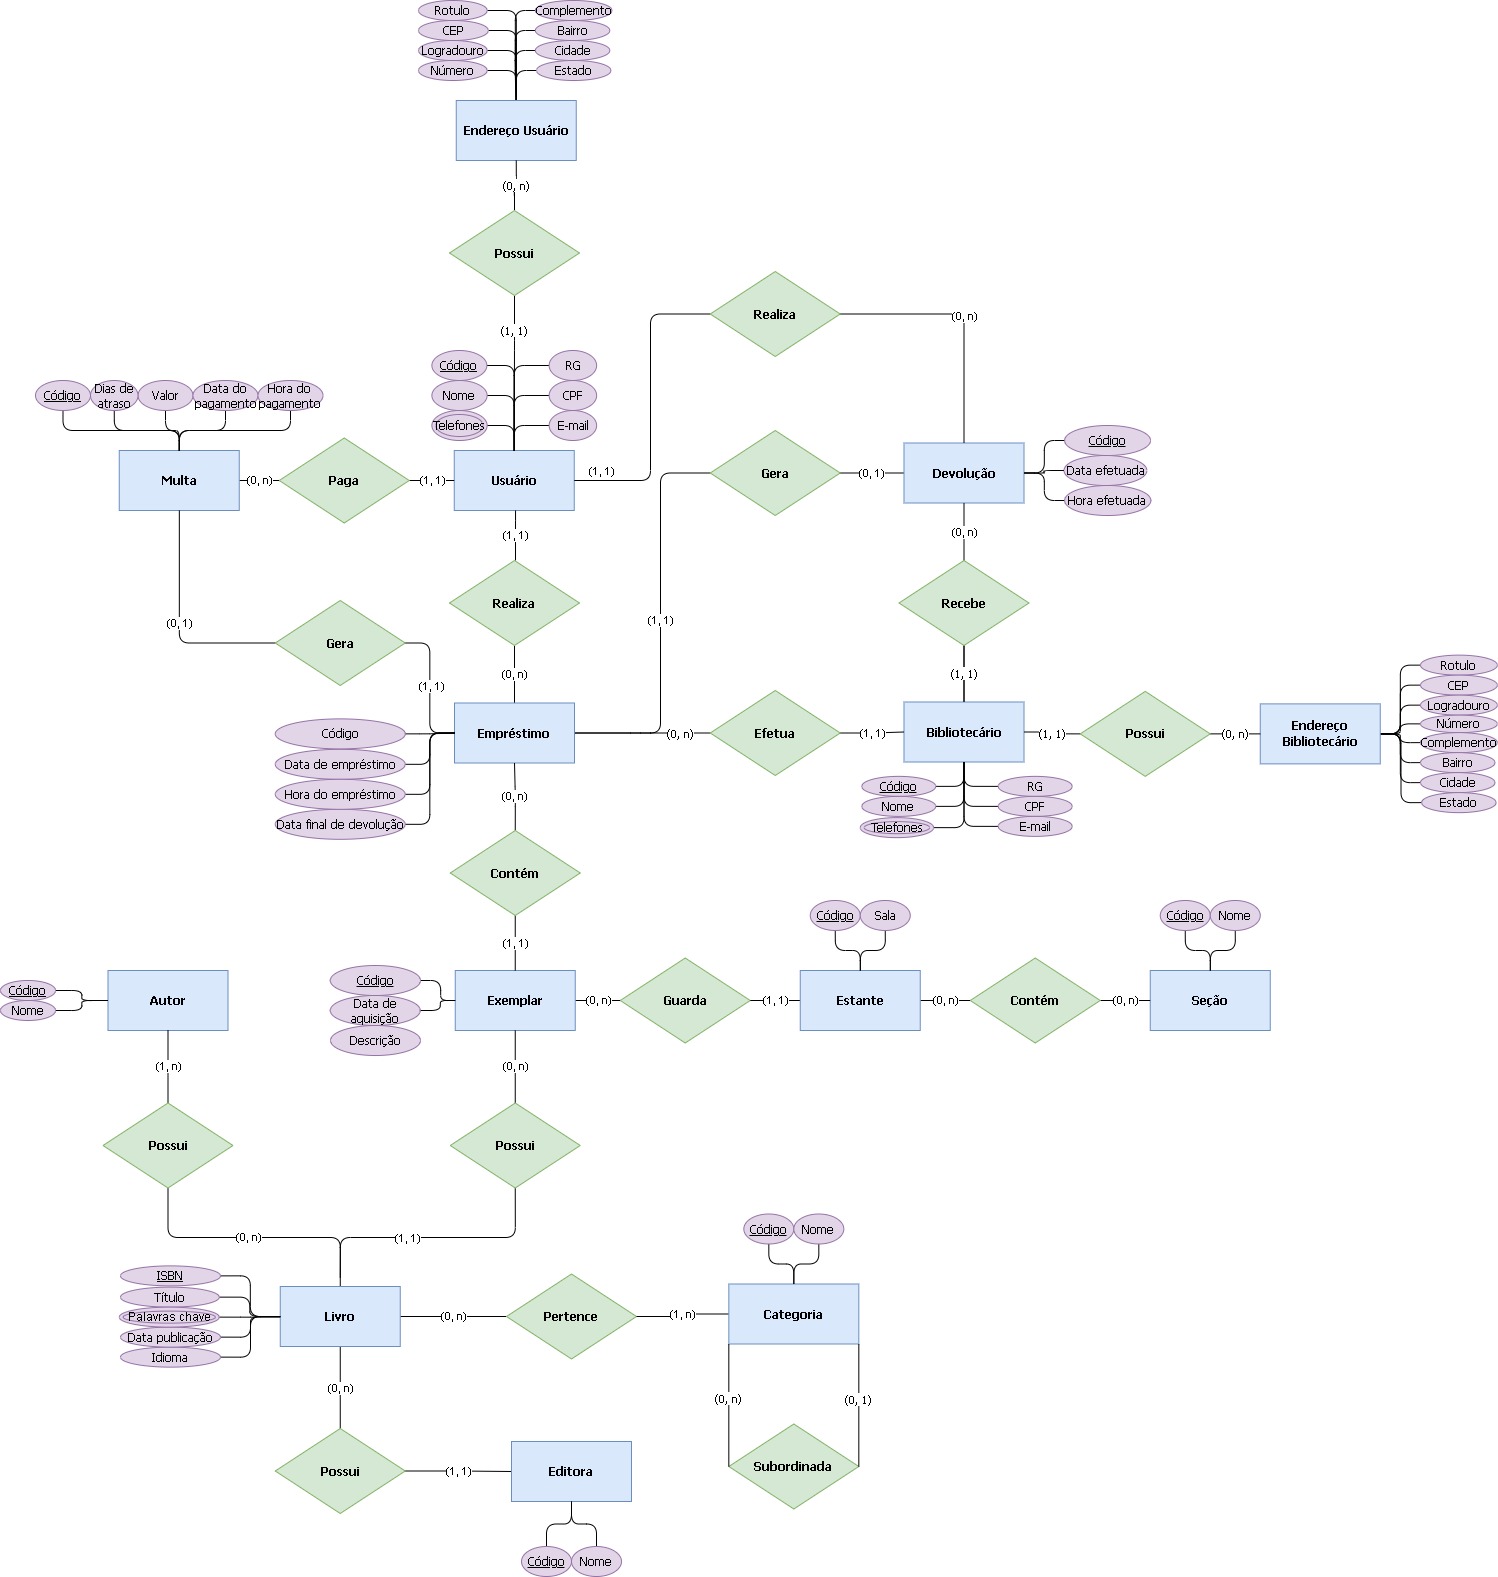 Rotulo
Complemento
CEP
Bairro
Logradouro
Cidade
Número
Estado
Endereço Usuário
(0, n)
Possui
(1, 1)
Realiza
(0, n)
Código
RG
Nome
CPF
Telefones
E-mail
Código
Dias de
atraso
Valor
Data do
pagamento
Hora do
pagamento
Multa
(0, n)
Paga
(1, 1)
Usuário
(1, 1)
Gera
(0, 1)
Devolução
Código
Data efetuada
Hora efetuada
(1, 1)
(0, n)
Realiza
Recebe
(0, 1)
Gera
(1, 1)
(1, 1)
(0, n)
(1, 1)
Código
Data de empréstimo
Hora do empréstimo
Data final de devolução
Empréstimo
(0, n)
Efetua
(1, 1)
Bibliotecário
(1, 1)
Possui
(0, n)
Endereço
Bibliotecário
Rotulo
CEP
Logradouro
Número
Complemento
Bairro
Cidade
Estado
Código
RG
Nome
CPF
Telefones
E-mail
(0, n)
Contém
(1, 1)
Código
Sala
Código
Nome
Código
Nome
Autor
Código
Data de
aquisição
Descrição
Exemplar
(0, n)
Guarda
(1, 1)
Estante
(0, n)
Contém
(0, n)
Seção
(1, n)
(0, n)
Possui
Possui
(0, n)
(1, 1)
Código
Nome
ISBN
Título
Palavras chave
Data publicação
Idioma
Livro
(0, n)
Pertence
(1, n)
Categoria
(0, n)
(0, n)
(0, 1)
Subordinada
Possui
(1, 1)
Editora
Código
Nome